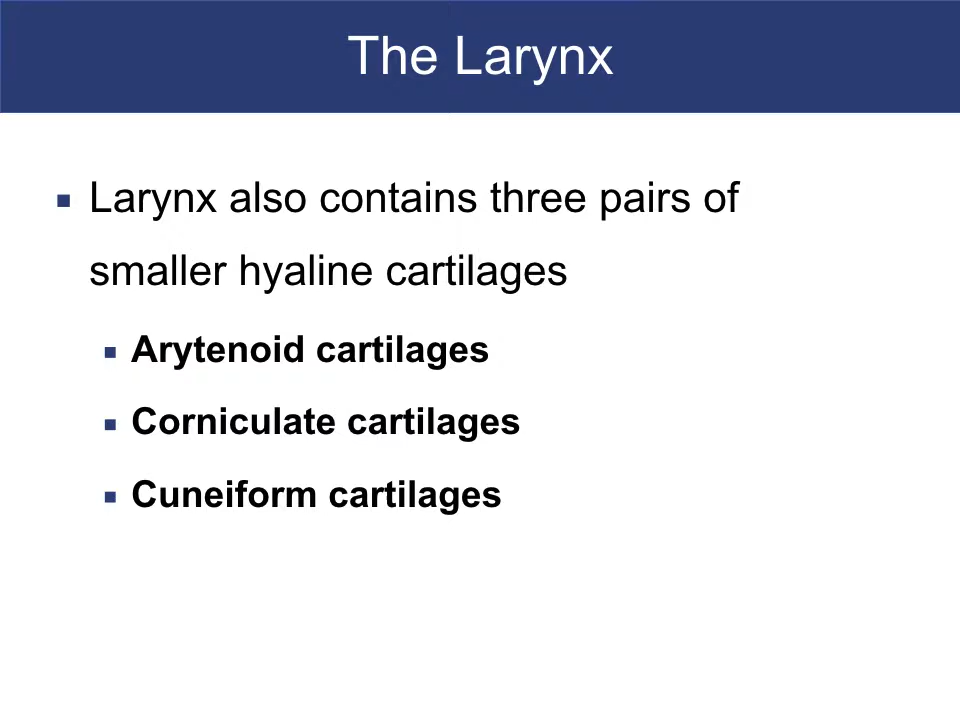 The Larynx
Larynx also contains three pairs of
smaller hyaline cartilages
Arytenoid cartilages
Corniculate cartilages
Cuneiform cartilages